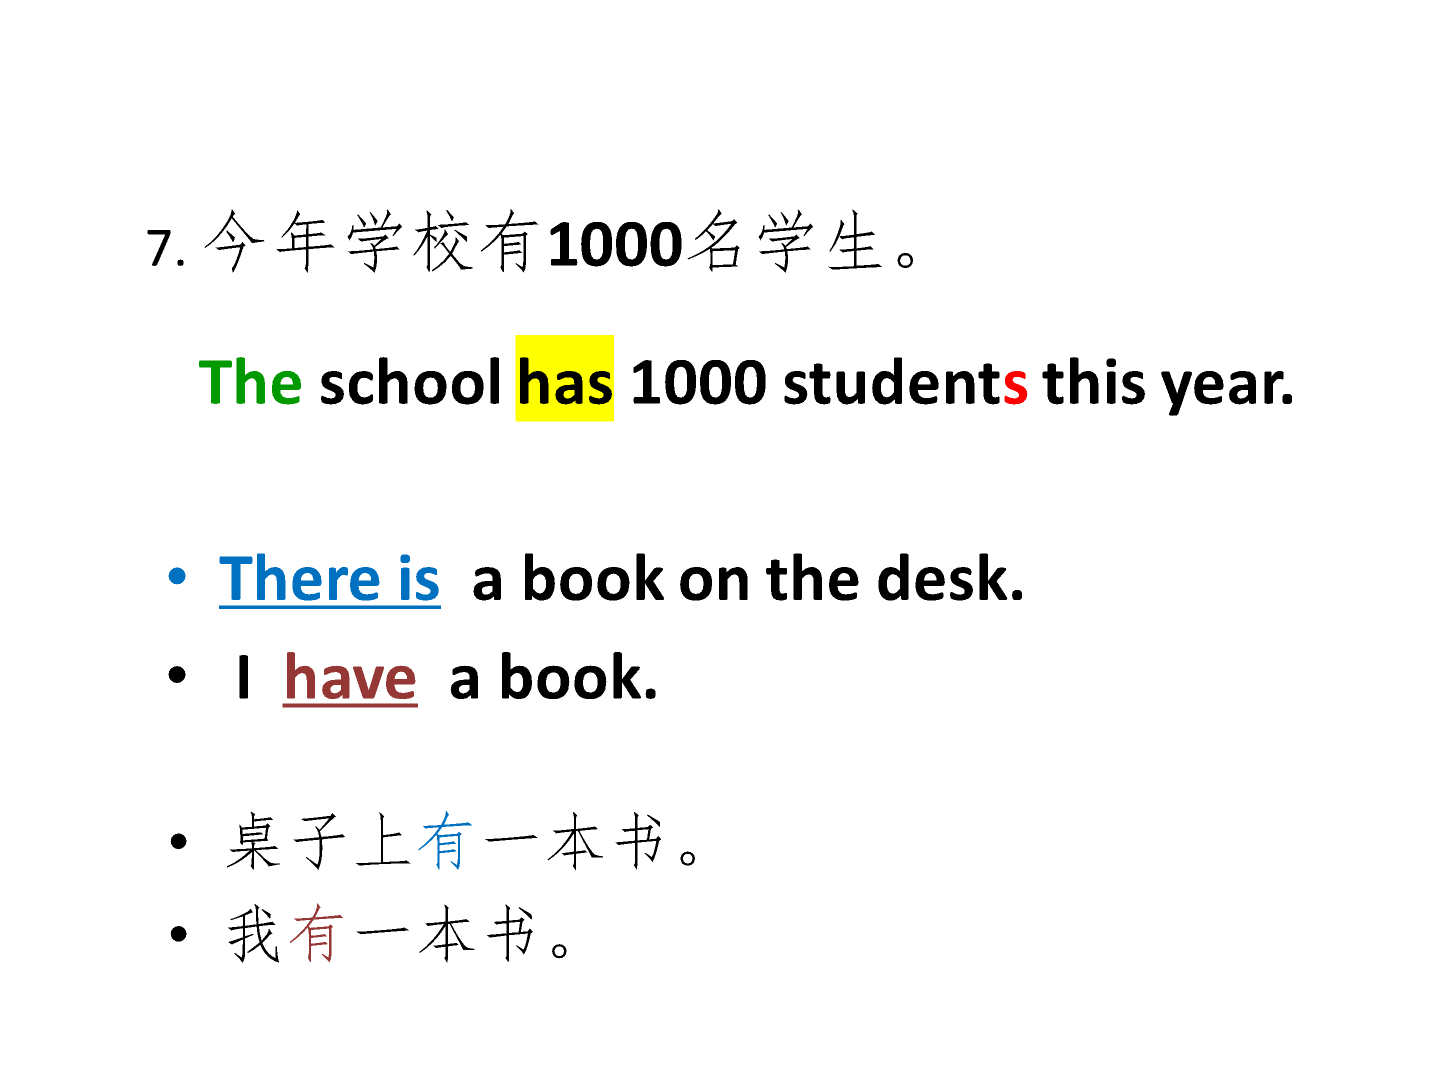 7. 今年学校有1000名学生。
The school has 1000 students this year.
• There is a book on the desk.
• I have a book.
• 桌子上有一本书。
• 我有一本书。